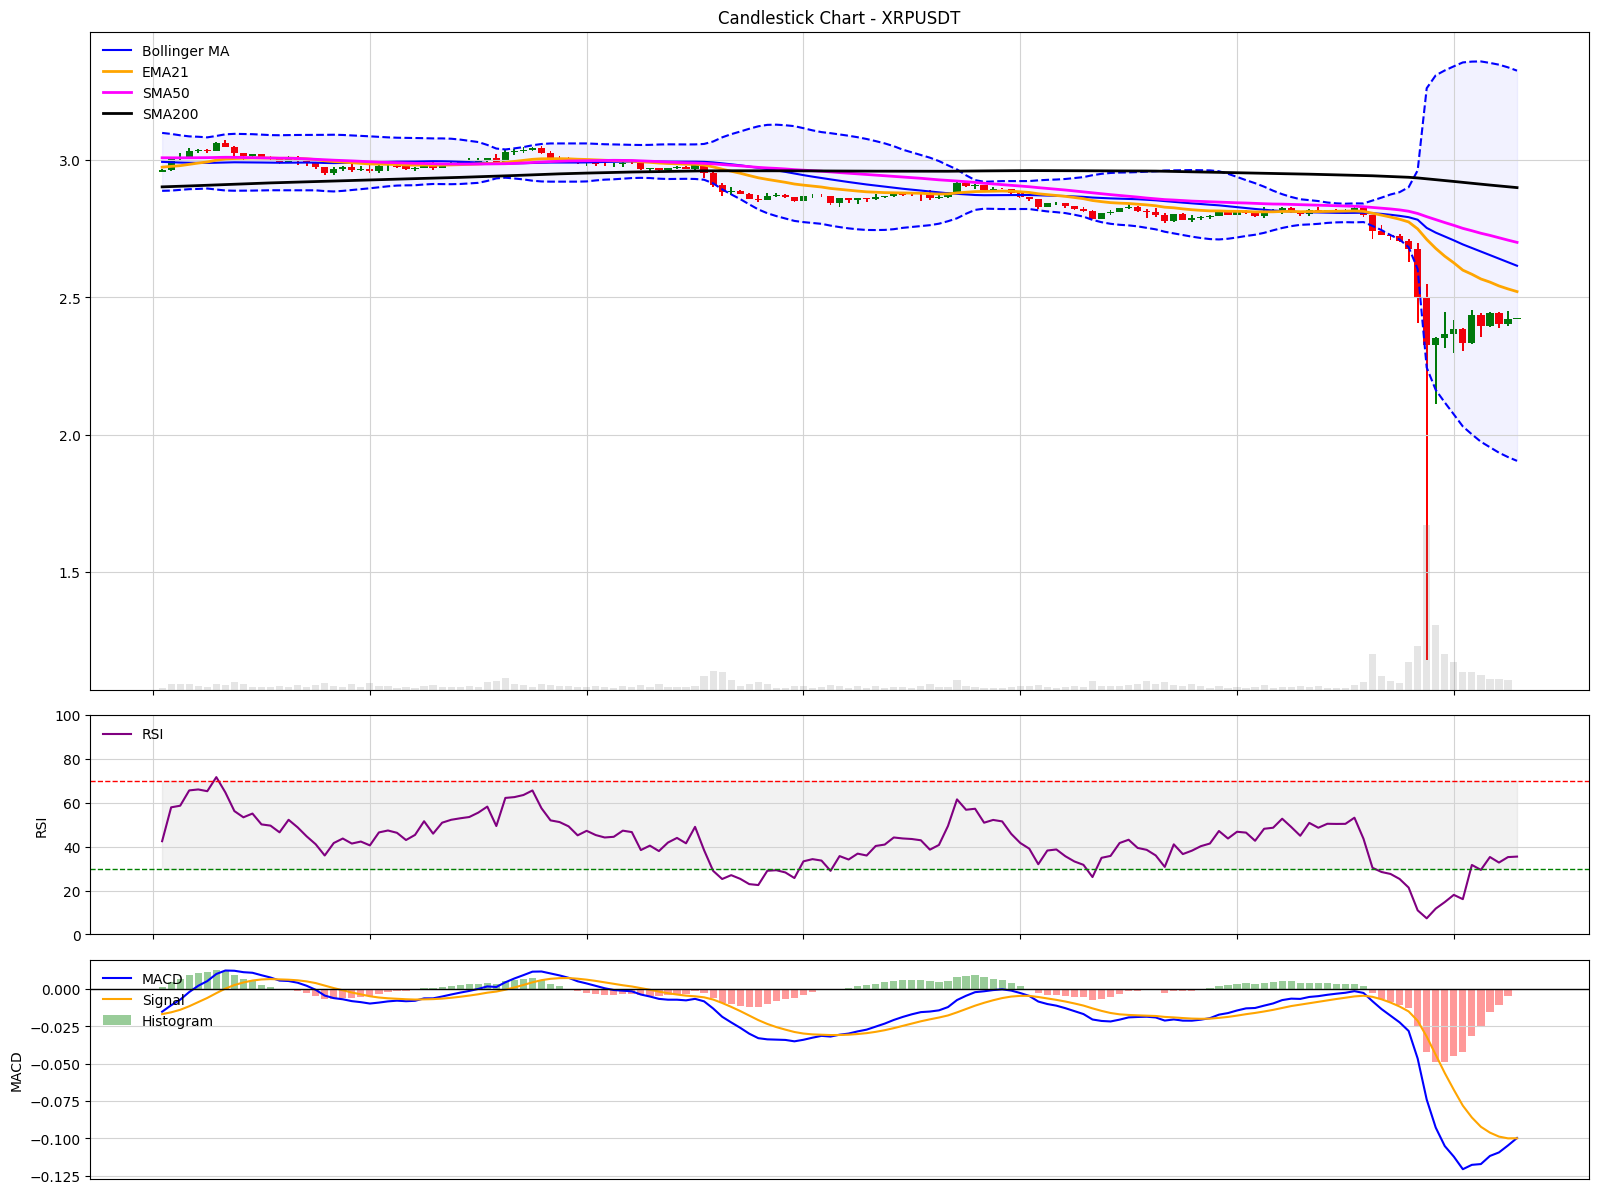 Candlestick Chart - XRPUSDT
Bollinger MA
EMA21
SMA50
SMA200
3.0
2.5
2.0
1.5
RSI
RSI
100
80
60
40
20
0
MACD
Signal
Histogram
MACD
0.000
−0.025
−0.050
−0.075
−0.100
−0.125